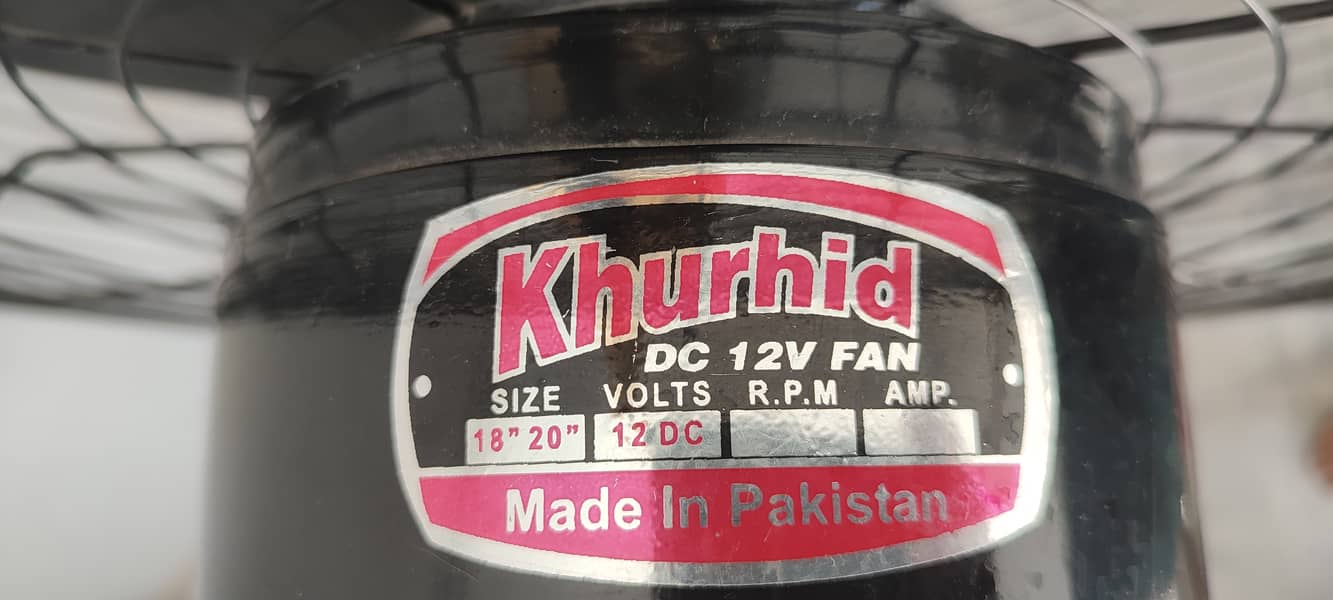 Khurhid
DC 12V FAN
SIZE VOLTS R.P.M AMP.
18” 20” 12 DC
Made In Pakistan